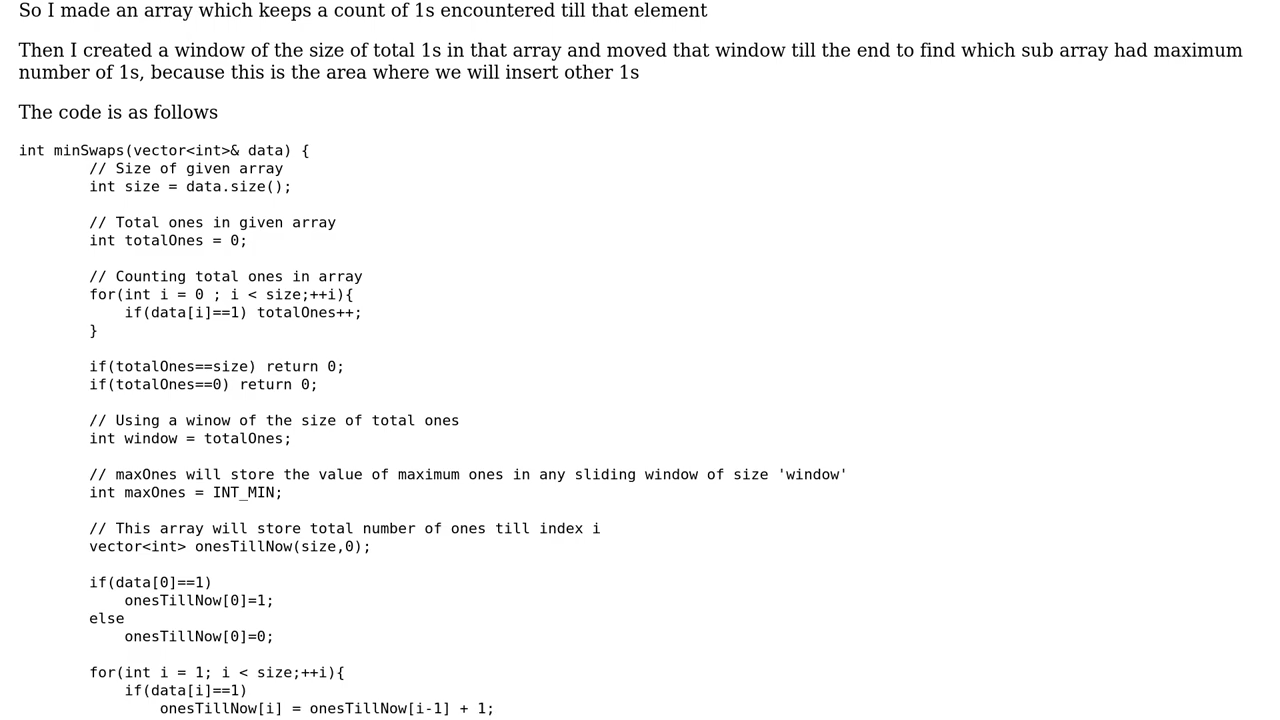 So I made an array which keeps a count of 1s encountered till that element
Then I created a window of the size of total 1s in that array and moved that window till the end to find which sub array had maximum
number of 1s, because this is the area where we will insert other 1s
The code is as follows
int minSwaps(vector<int>& data) {
        // Size of given array
        int size = data.size();

        // Total ones in given array
        int totalOnes = 0;

        // Counting total ones in array
        for(int i = 0 ; i < size;++i){
            if(data[i]==1) totalOnes++;
        }

        if(totalOnes==size) return 0;
        if(totalOnes==0) return 0;

        // Using a winow of the size of total ones
        int window = totalOnes;

        // maxOnes will store the value of maximum ones in any sliding window of size 'window'
        int maxOnes = INT_MIN;

        // This array will store total number of ones till index i
        vector<int> onesTillNow(size,0);

        if(data[0]==1)
            onesTillNow[0]=1;
        else
            onesTillNow[0]=0;

        for(int i = 1; i < size;++i){
            if(data[i]==1)
                onesTillNow[i] = onesTillNow[i-1] + 1;